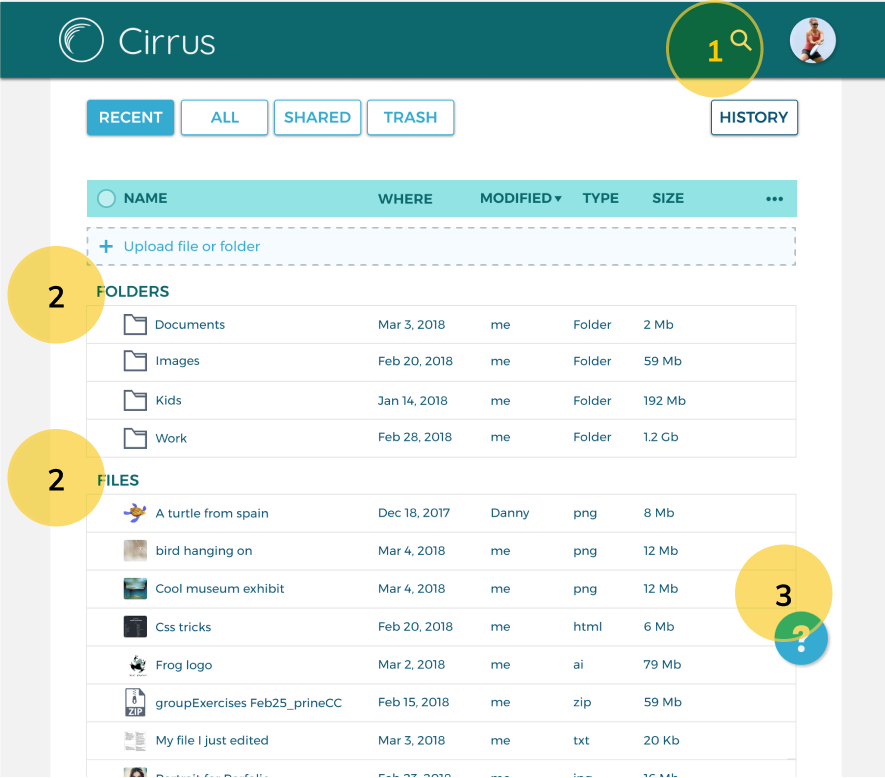 Cirrus
1
RECENT ALL SHARED TRASH HISTORY
NAME WHERE MODIFIED ▾ TYPE SIZE •••
+ Upload file or folder
2 FOLDERS
Documents Mar 3, 2018 me Folder 2 Mb
Images Feb 20, 2018 me Folder 59 Mb
Kids Jan 14, 2018 me Folder 192 Mb
Work Feb 28, 2018 me Folder 1.2 Gb
2 FILES
A turtle from spain Dec 18, 2017 Danny png 8 Mb
bird hanging on Mar 4, 2018 me png 12 Mb
Cool museum exhibit Mar 4, 2018 me png 12 Mb
3
Css tricks Feb 20, 2018 me html 6 Mb
?
Frog logo Mar 2, 2018 me ai 79 Mb
ZIP groupExercises Feb25_prineCC Feb 15, 2018 me zip 59 Mb
My file I just edited Mar 3, 2018 me txt 20 Kb